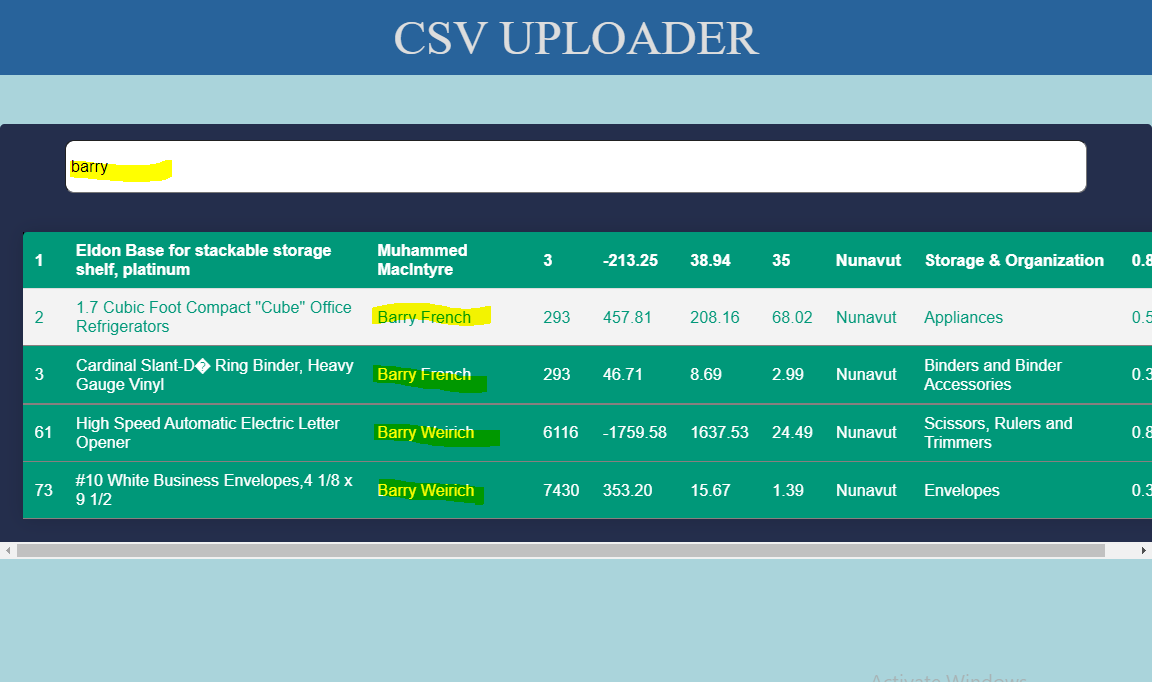 CSV UPLOADER
barry
1 Eldon Base for stackable storage shelf, platinum Muhammed MacIntyre 3 -213.25 38.94 35 Nunavut Storage & Organization 0.8
2 1.7 Cubic Foot Compact "Cube" Office Refrigerators Barry French 293 457.81 208.16 68.02 Nunavut Appliances 0.5
3 Cardinal Slant-D� Ring Binder, Heavy Gauge Vinyl Barry French 293 46.71 8.69 2.99 Nunavut Binders and Binder Accessories 0.3
61 High Speed Automatic Electric Letter Opener Barry Weirich 6116 -1759.58 1637.53 24.49 Nunavut Scissors, Rulers and Trimmers 0.8
73 #10 White Business Envelopes,4 1/8 x 9 1/2 Barry Weirich 7430 353.20 15.67 1.39 Nunavut Envelopes 0.3
Activate Windows